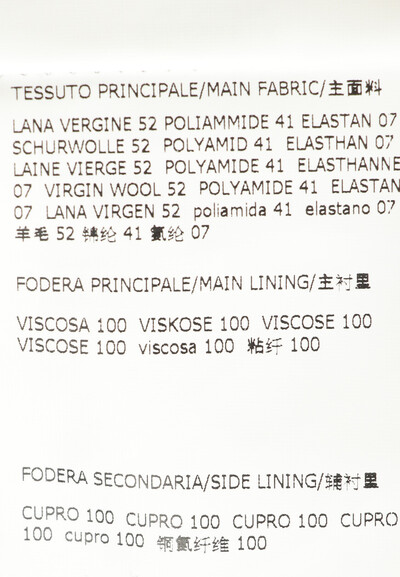 TESSUTO PRINCIPALE/MAIN FABRIC/主面料
LANA VERGINE 52 POLIAMMIDE 41 ELASTAN 07
SCHURWOLLE 52 POLYAMID 41 ELASTHAN 07
LAINE VIERGE 52 POLYAMIDE 41 ELASTHANNE
07 VIRGIN WOOL 52 POLYAMIDE 41 ELASTAN
07 LANA VIRGEN 52 poliamida 41 elastano 07
羊毛 52 锦纶 41 氨纶 07
FODERA PRINCIPALE/MAIN LINING/主衬里
VISCOSA 100 VISKOSE 100 VISCOSE 100
VISCOSE 100 viscosa 100 粘纤 100
FODERA SECONDARIA/SIDE LINING/辅衬里
CUPRO 100 CUPRO 100 CUPRO 100 CUPRO
100 cupro 100 铜氨纤维 100